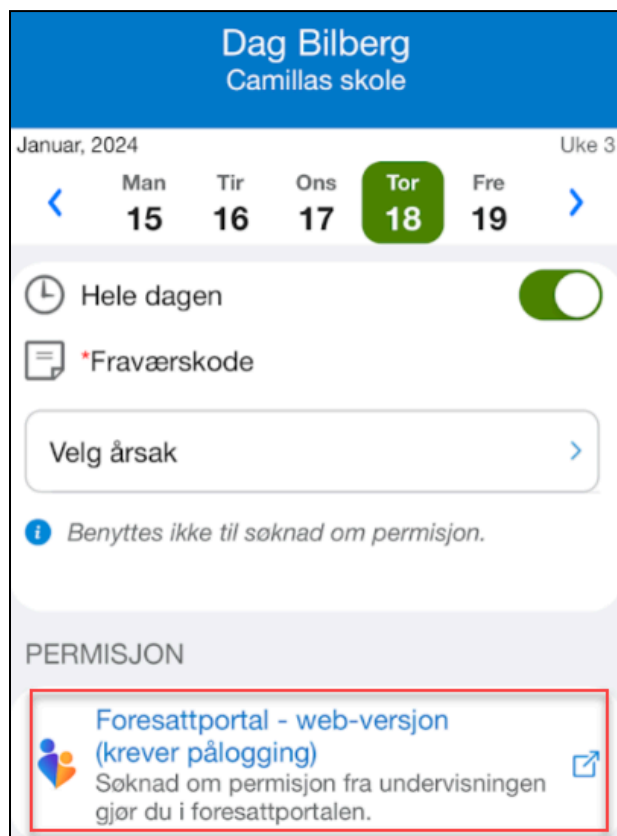 Dag Bilberg
Camillas skole
Januar, 2024 Uke 3
Man Tir Ons Tor Fre
15 16 17 18 19
Hele dagen
*Fraværskode
Velg årsak
Benyttes ikke til søknad om permisjon.
PERMISJON
Foresattportal - web-versjon
(krever pålogging)
Søknad om permisjon fra undervisningen
gjør du i foresattportalen.